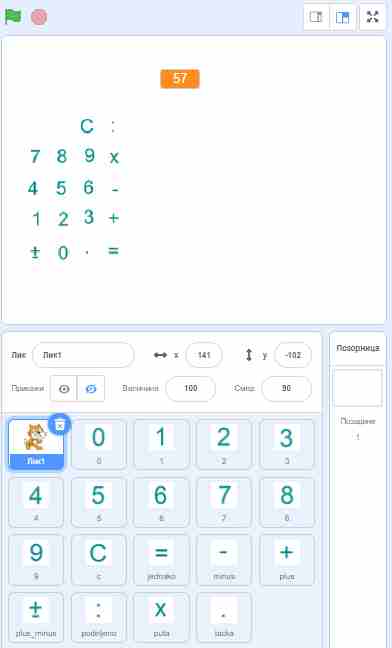 57
C :
7 8 9 x
4 5 6 -
1 2 3 +
± 0 . =
Лик Лик1 x 141 y -102
Прикажи Величина 100 Смер 90
Позорница
Позадине
1
Лик1
0 1 2 3
0 1 2 3
4 5 6 7 8
4 5 6 7 8
9 C = - +
9 c jednako minus plus
± : x .
plus_minus podeljeno puta tacka